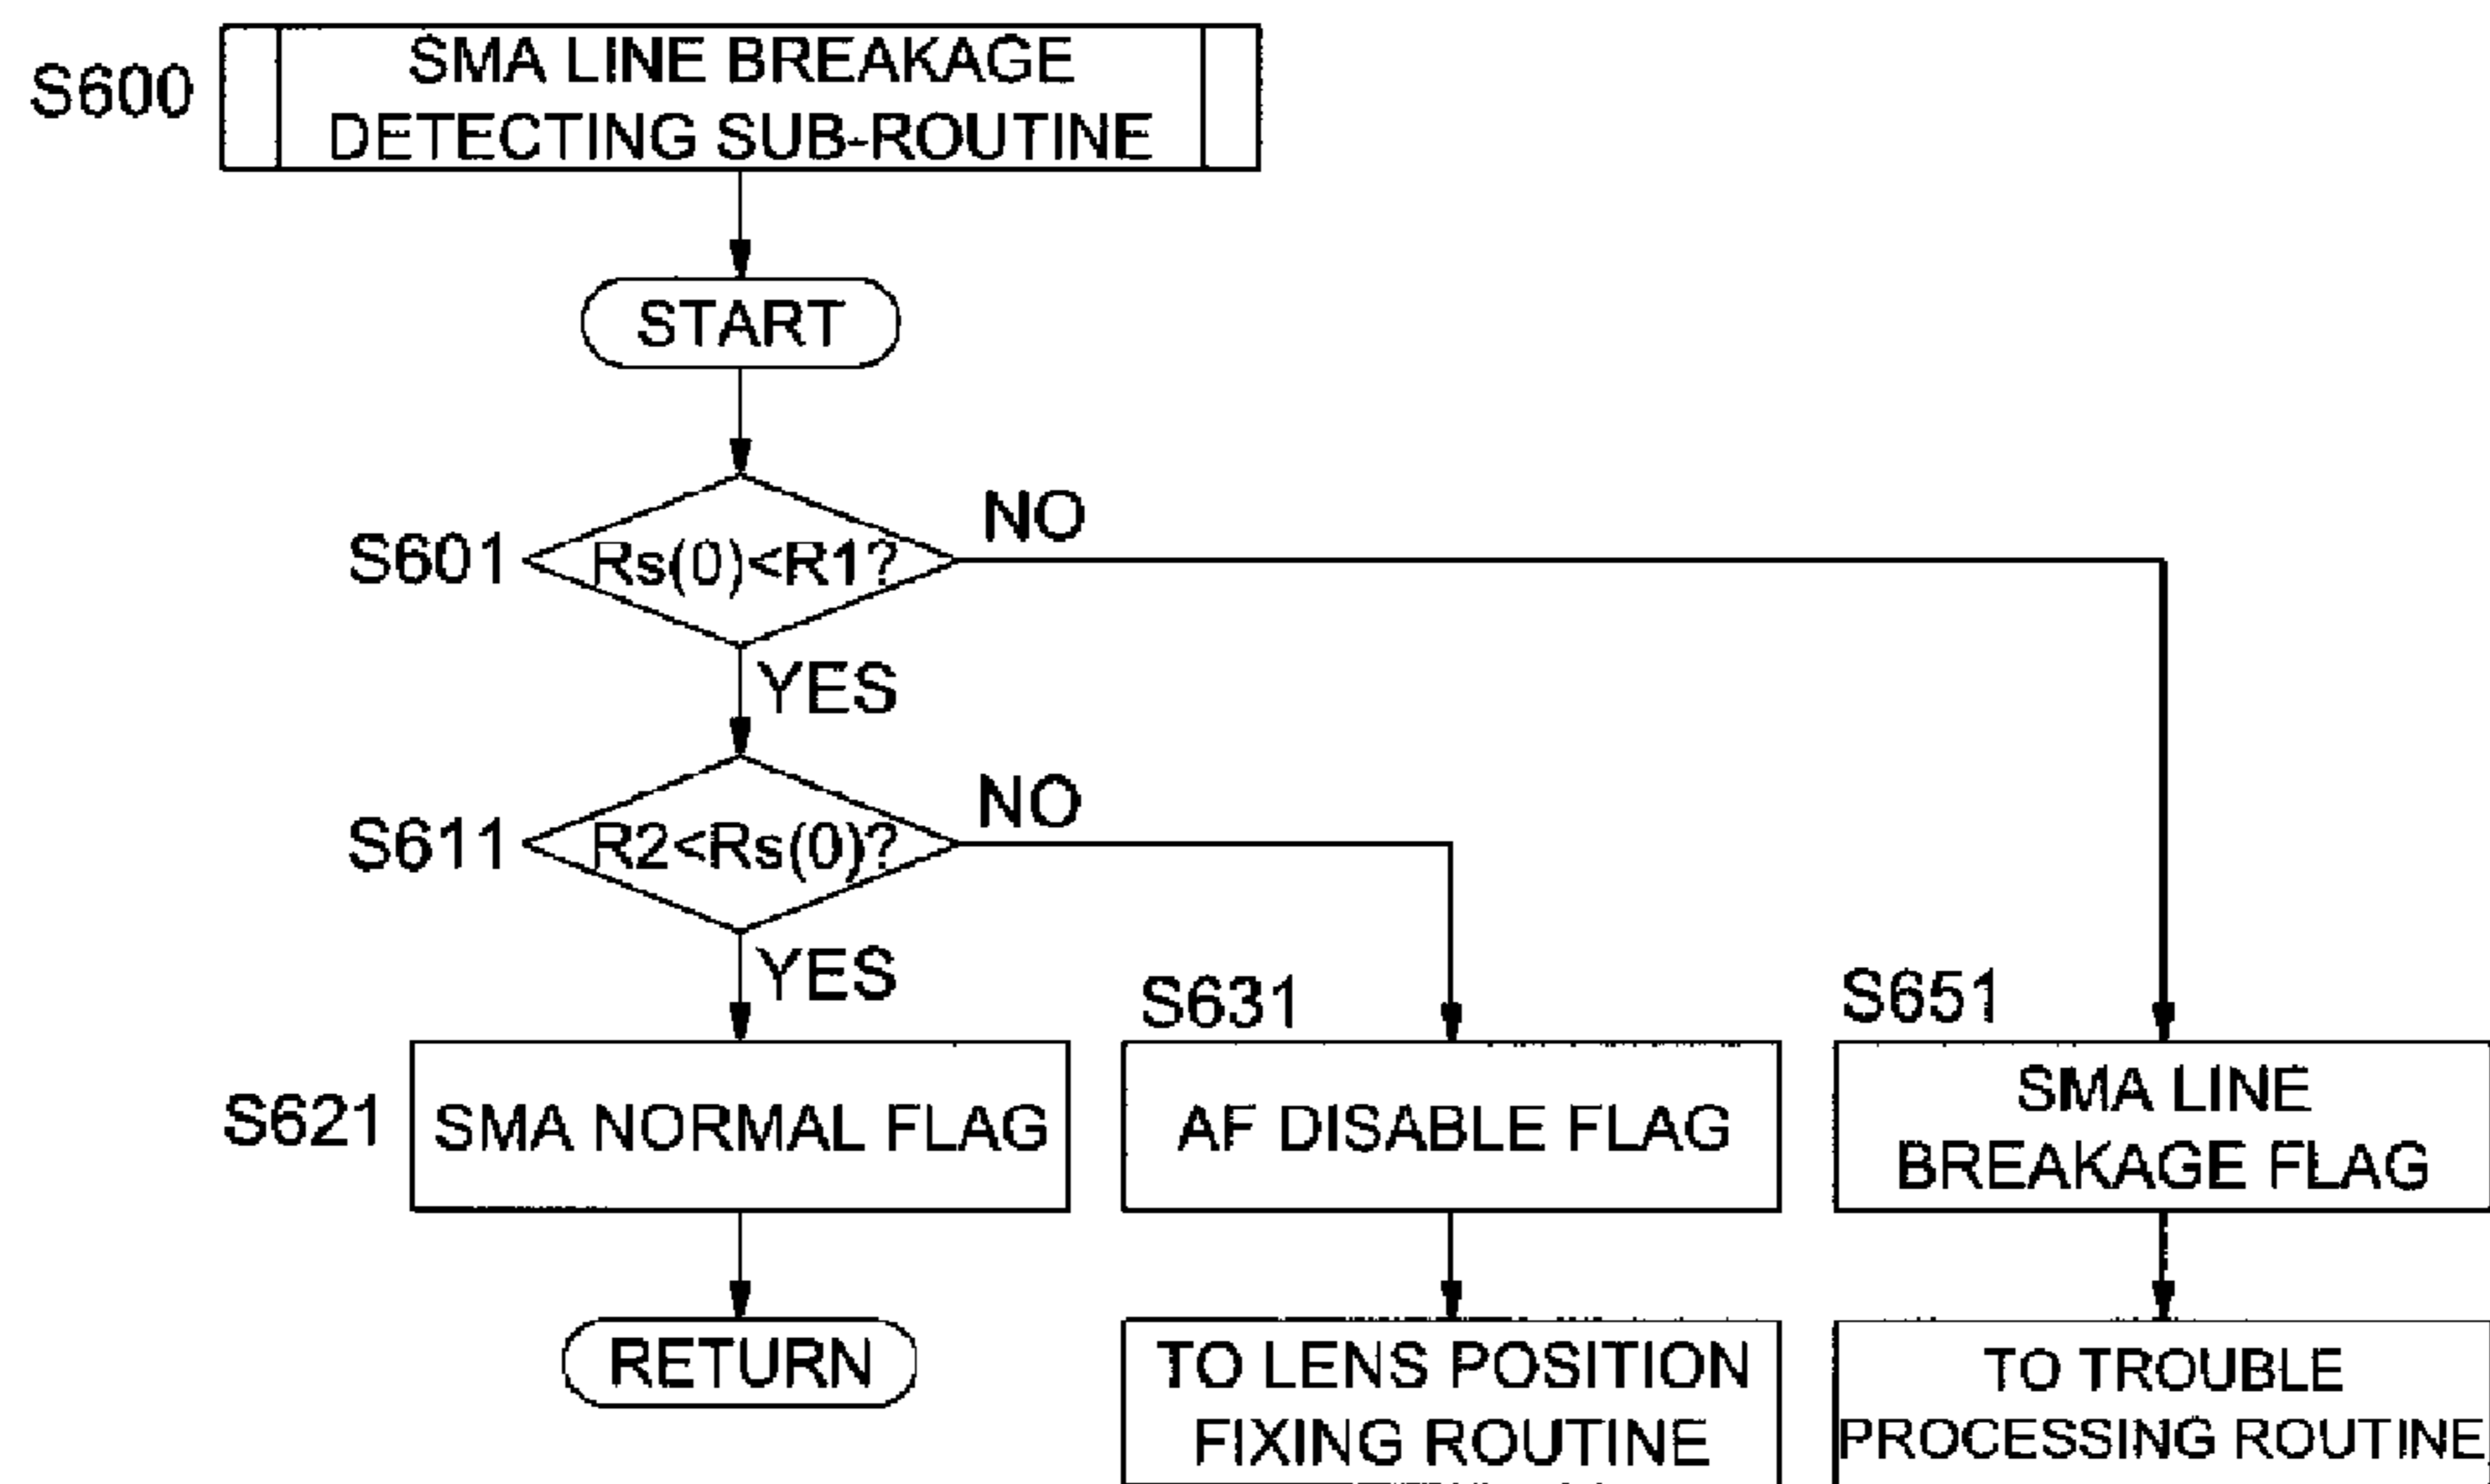 S600
SMA LINE BREAKAGE
DETECTING SUB-ROUTINE
START
S601
Rs(0)<R1?
NO
YES
S611
R2<Rs(0)?
NO
YES
S621
SMA NORMAL FLAG
S631
AF DISABLE FLAG
S651
SMA LINE
BREAKAGE FLAG
RETURN
TO LENS POSITION
FIXING ROUTINE
TO TROUBLE
PROCESSING ROUTINE